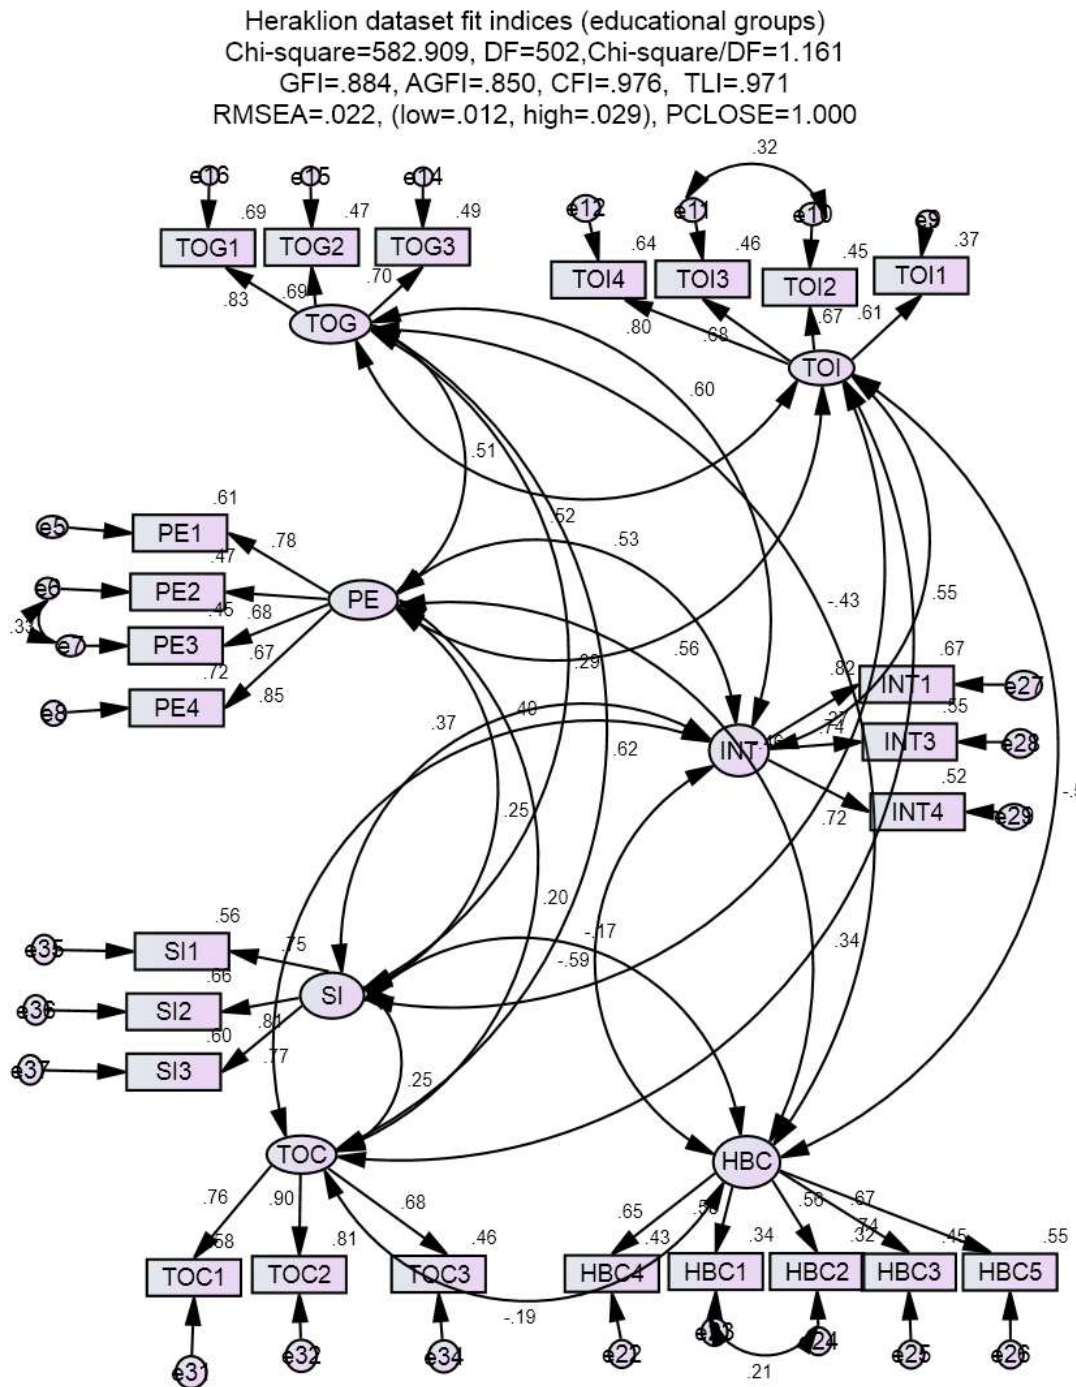 Heraklion dataset fit indices (educational groups)
Chi-square=582.909, DF=502,Chi-square/DF=1.161
GFI=.884, AGFI=.850, CFI=.976, TLI=.971
RMSEA=.022, (low=.012, high=.029), PCLOSE=1.000
.32
e16 e15 e14
e12 e11 e10 e9
.69 .47 .49
.64 .46 .45 .37
TOG1 TOG2 TOG3
TOI4 TOI3 TOI2 TOI1
.83 .69 .70
.80 .68 .67 .61
TOG
TOI
.60
.51
.61
e5 PE1 .78
.52 .53
.47
e6 PE2 .68
PE
.55
-.43
.45
.33 e7 PE3 .67
.56
.29
.72
e8 PE4 .85
.82 .67
INT1 e27
.37 .40
.27 .55
.62 INT .46 .74 INT3 e28
.52
-.5
.72 INT4 e29
.25
.20
.56
e35 SI1 .75
-.17
-.59
.34
.66
e36 SI2 .81
SI
.60
e37 SI3 .77
.25
TOC
HBC
.76 .90 .68
.65 .56 .67
.74
.58 .81 .46
.43 .34 .32 .45 .55
TOC1 TOC2 TOC3
HBC4 HBC1 HBC2 HBC3 HBC5
-.19
e31 e32 e34
e22 e23 e24 e25 e26
.21